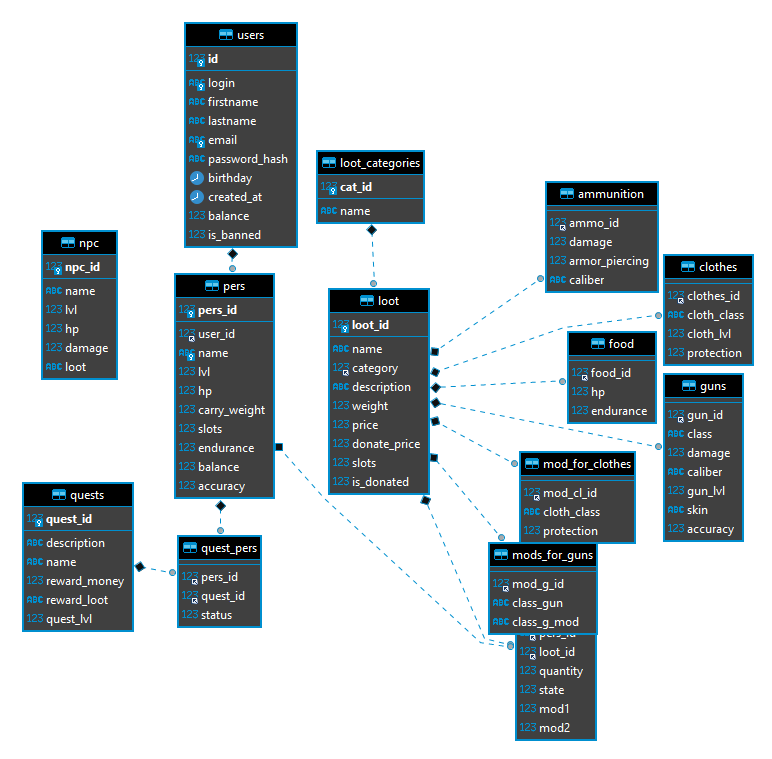 users
123 id
ABC login
ABC firstname
ABC lastname
ABC email
ABC password_hash
birthday
created_at
123 balance
123 is_banned
loot_categories
123 cat_id
ABC name
npc
123 npc_id
ABC name
123 lvl
123 hp
123 damage
ABC loot
pers
123 pers_id
123 user_id
ABC name
123 lvl
123 hp
123 carry_weight
123 slots
123 endurance
123 balance
123 accuracy
loot
123 loot_id
ABC name
123 category
ABC description
123 weight
123 price
123 donate_price
123 slots
123 is_donated
ammunition
123 ammo_id
123 damage
123 armor_piercing
ABC caliber
clothes
123 clothes_id
ABC cloth_class
123 cloth_lvl
123 protection
food
123 food_id
123 hp
123 endurance
guns
123 gun_id
ABC class
123 damage
ABC caliber
123 gun_lvl
ABC skin
123 accuracy
mod_for_clothes
123 mod_cl_id
ABC cloth_class
123 protection
quests
123 quest_id
ABC description
ABC name
123 reward_money
ABC reward_loot
123 quest_lvl
quest_pers
123 pers_id
123 quest_id
123 status
mods_for_guns
123 mod_g_id
ABC class_gun
ABC class_g_mod
123 pers_id
123 loot_id
123 quantity
123 state
123 mod1
123 mod2